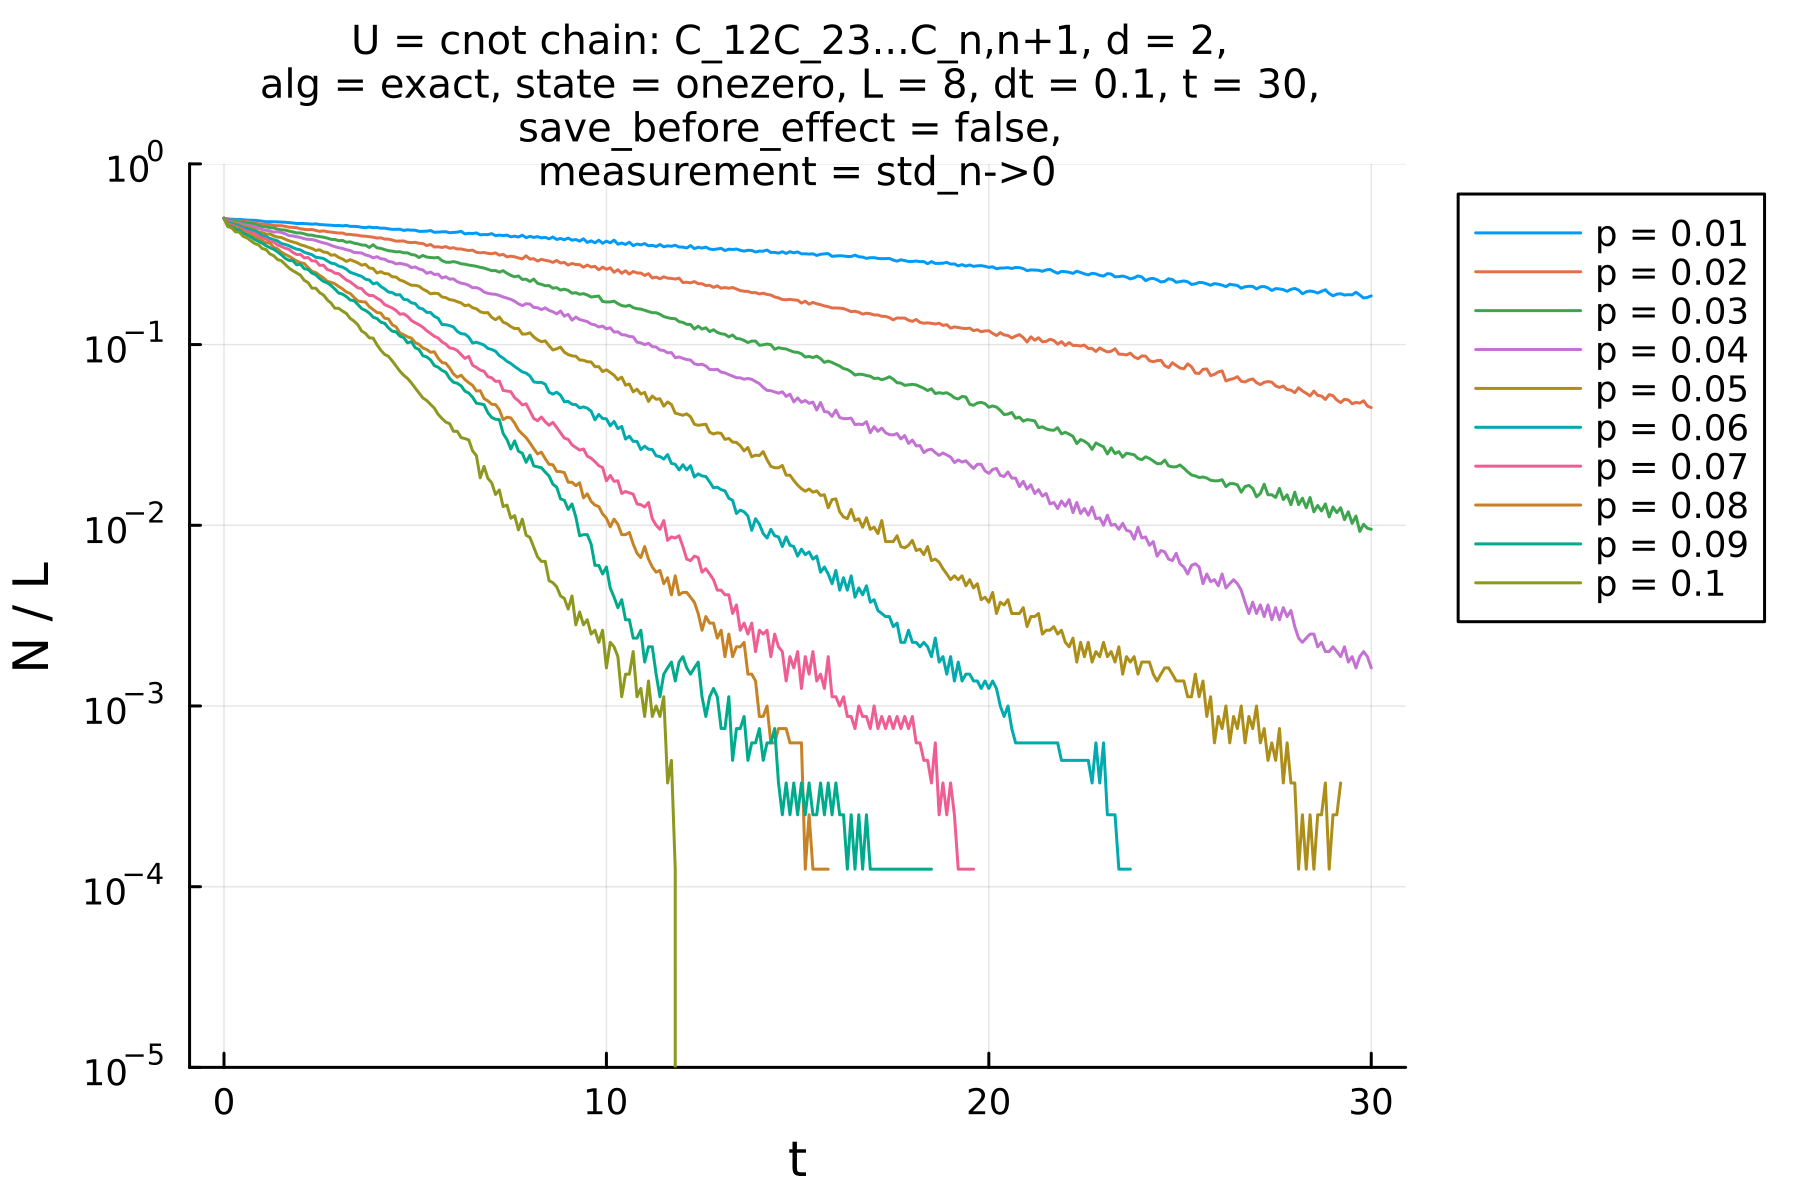 U = cnot chain: C_12C_23...C_n,n+1, d = 2,
alg = exact, state = onezero, L = 8, dt = 0.1, t = 30,
save_before_effect = false,
measurement = std_n->0
10⁰
10⁻¹
10⁻²
10⁻³
10⁻⁴
10⁻⁵
N / L
0
10
20
30
t
p = 0.01
p = 0.02
p = 0.03
p = 0.04
p = 0.05
p = 0.06
p = 0.07
p = 0.08
p = 0.09
p = 0.1